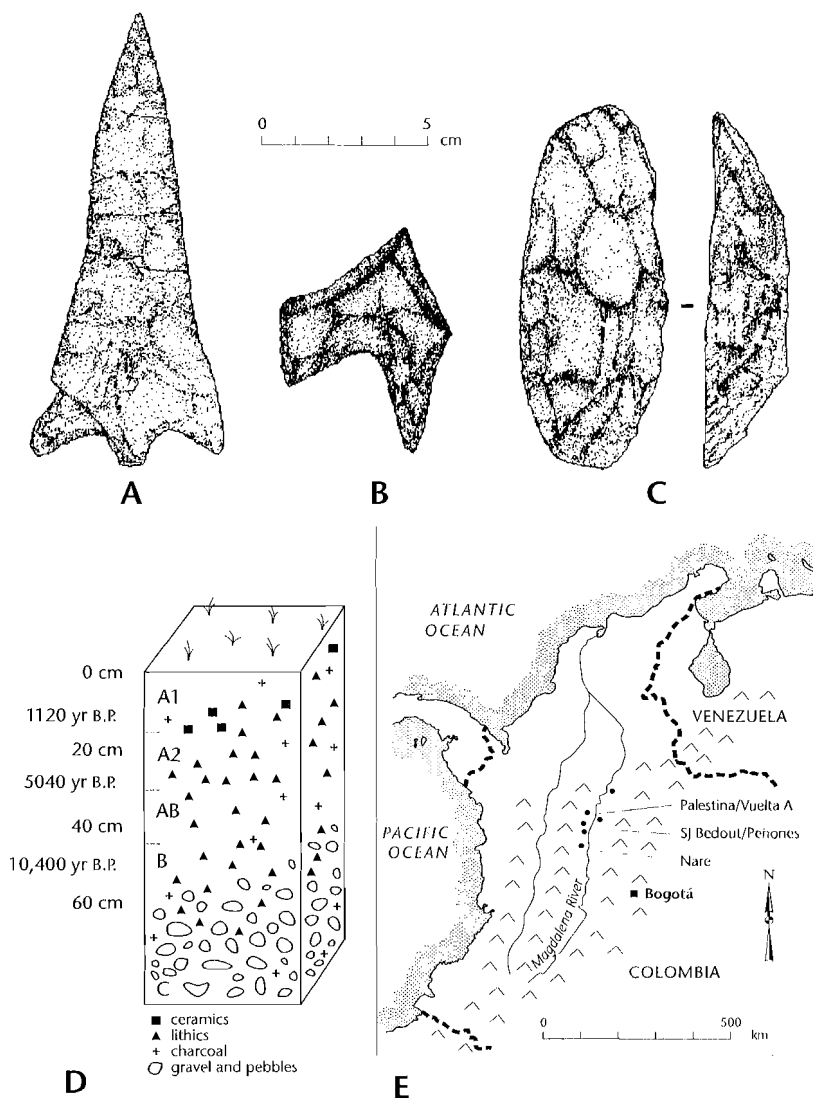 0 5
cm
A
B
C
0 cm
A1
1120 yr B.P.
20 cm
A2
5040 yr B.P.
AB
40 cm
B
10,400 yr B.P.
60 cm
C
■ ceramics
▲ lithics
+ charcoal
gravel and pebbles
D
ATLANTIC
OCEAN
VENEZUELA
PACIFIC
OCEAN
Palestina/Vuelta A
SJ Bedout/Peñones
Nare
N
Bogotá
Magdalena River
COLOMBIA
0 500
km
E